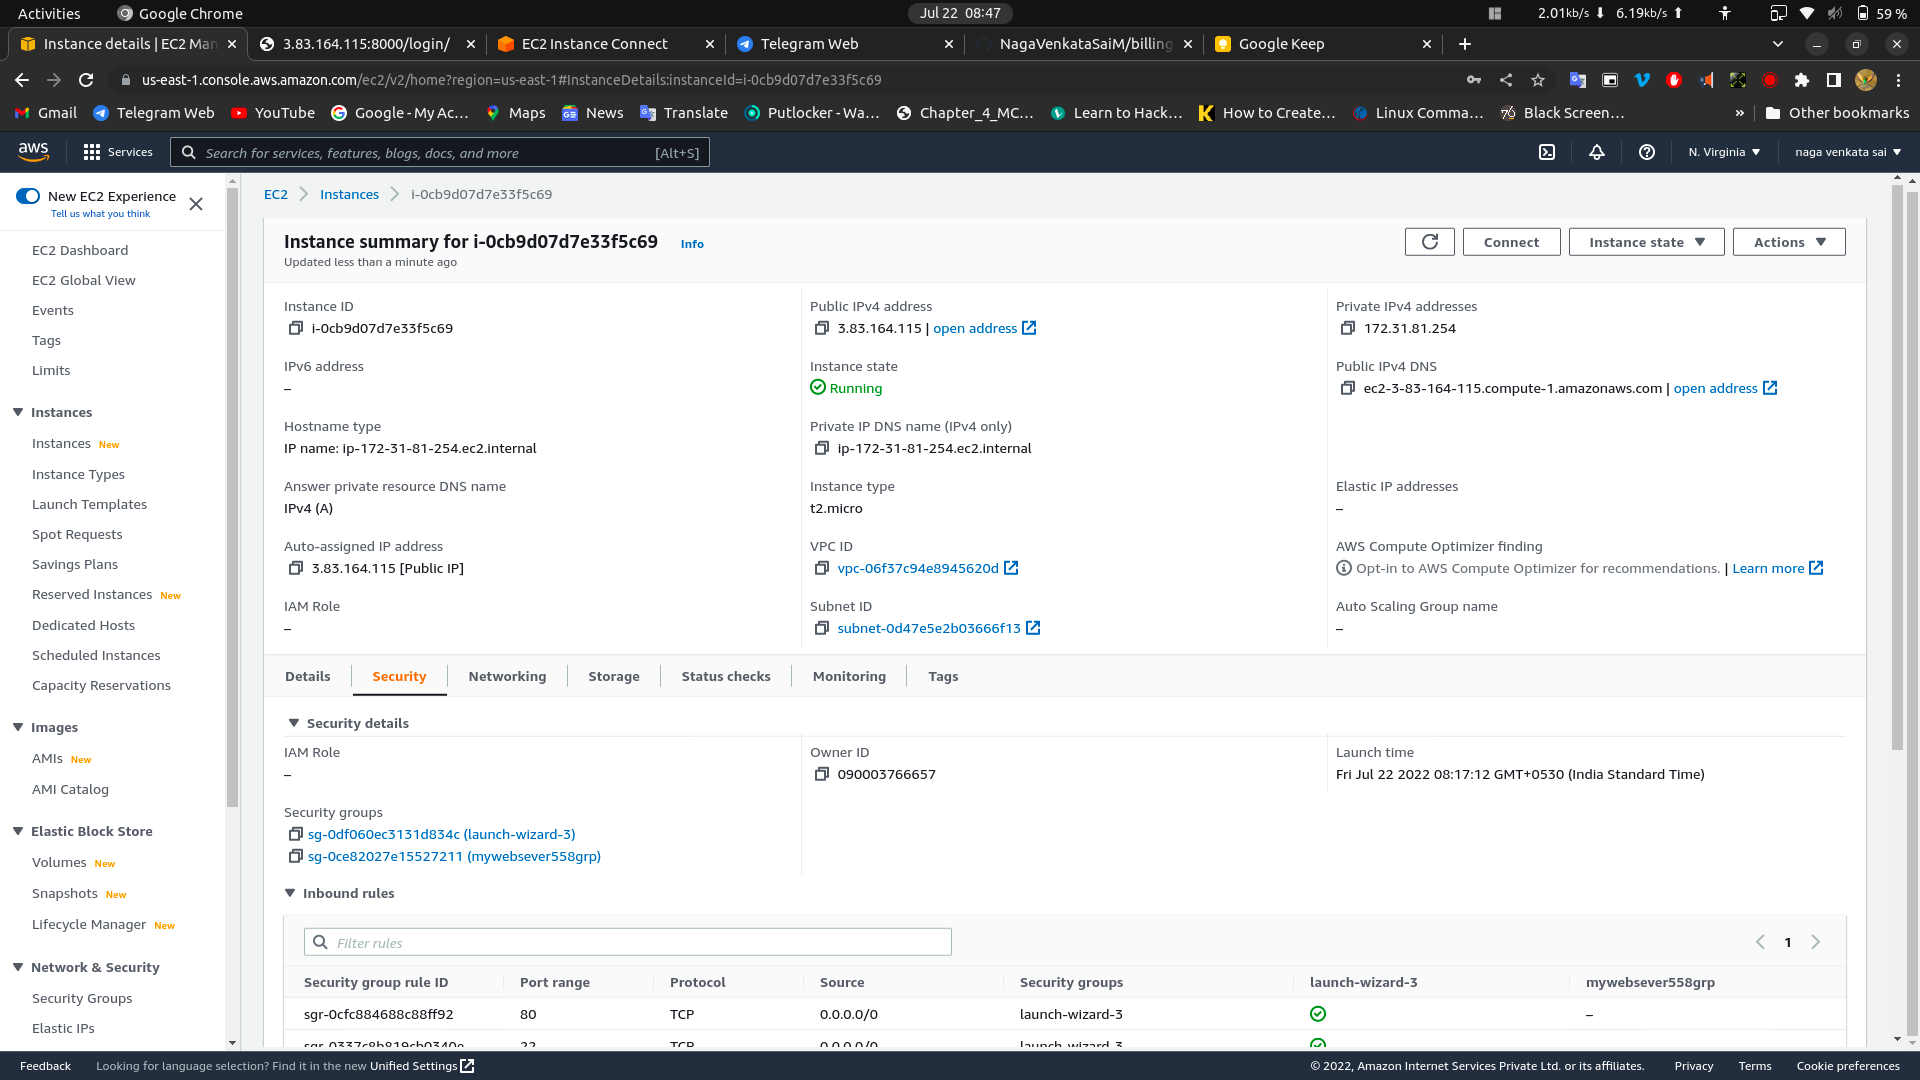 Activities
Google Chrome
Jul 22 08:47
2.01kb/s
6.19kb/s
59 %
Instance details | EC2 Man
3.83.164.115:8000/login/
EC2 Instance Connect
Telegram Web
NagaVenkataSaiM/billing
Google Keep
us-east-1.console.aws.amazon.com/ec2/v2/home?region=us-east-1#InstanceDetails:instanceId=i-0cb9d07d7e33f5c69
Gmail
Telegram Web
YouTube
Google - My Ac...
Maps
News
Translate
Putlocker - Wa...
Chapter_4_MC...
Learn to Hack...
How to Create...
Linux Comma...
Black Screen...
»
Other bookmarks
aws
Services
Search for services, features, blogs, docs, and more
[Alt+S]
N. Virginia
naga venkata sai
New EC2 Experience
Tell us what you think
EC2 Dashboard
EC2 Global View
Events
Tags
Limits
Instances
Instances New
Instance Types
Launch Templates
Spot Requests
Savings Plans
Reserved Instances New
Dedicated Hosts
Scheduled Instances
Capacity Reservations
Images
AMIs New
AMI Catalog
Elastic Block Store
Volumes New
Snapshots New
Lifecycle Manager New
Network & Security
Security Groups
Elastic IPs
EC2
Instances
i-0cb9d07d7e33f5c69
Instance summary for i-0cb9d07d7e33f5c69
Info
Updated less than a minute ago
Connect
Instance state
Actions
Instance ID
i-0cb9d07d7e33f5c69
Public IPv4 address
3.83.164.115 | open address
Private IPv4 addresses
172.31.81.254
IPv6 address
–
Instance state
Running
Public IPv4 DNS
ec2-3-83-164-115.compute-1.amazonaws.com | open address
Hostname type
IP name: ip-172-31-81-254.ec2.internal
Private IP DNS name (IPv4 only)
ip-172-31-81-254.ec2.internal
Answer private resource DNS name
IPv4 (A)
Instance type
t2.micro
Elastic IP addresses
–
Auto-assigned IP address
3.83.164.115 [Public IP]
VPC ID
vpc-06f37c94e8945620d
AWS Compute Optimizer finding
Opt-in to AWS Compute Optimizer for recommendations. | Learn more
IAM Role
–
Subnet ID
subnet-0d47e5e2b03666f13
Auto Scaling Group name
–
Details
Security
Networking
Storage
Status checks
Monitoring
Tags
Security details
IAM Role
–
Owner ID
090003766657
Launch time
Fri Jul 22 2022 08:17:12 GMT+0530 (India Standard Time)
Security groups
sg-0df060ec3131d834c (launch-wizard-3)
sg-0ce82027e15527211 (mywebsever558grp)
Inbound rules
Filter rules
1
Security group rule ID
Port range
Protocol
Source
Security groups
launch-wizard-3
mywebsever558grp
sgr-0cfc884688c88ff92
80
TCP
0.0.0.0/0
launch-wizard-3
–
sgr-0337c8b819cb0340e
22
TCP
0.0.0.0/0
launch-wizard-3
Feedback
Looking for language selection? Find it in the new Unified Settings
© 2022, Amazon Internet Services Private Ltd. or its affiliates.
Privacy
Terms
Cookie preferences